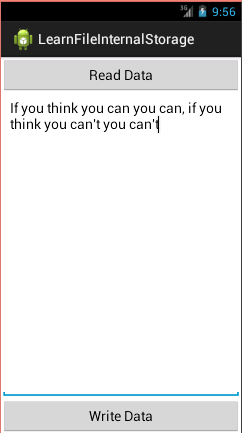 3G 9:56
LearnFileInternalStorage
Read Data
If you think you can you can, if you
think you can't you can't
Write Data